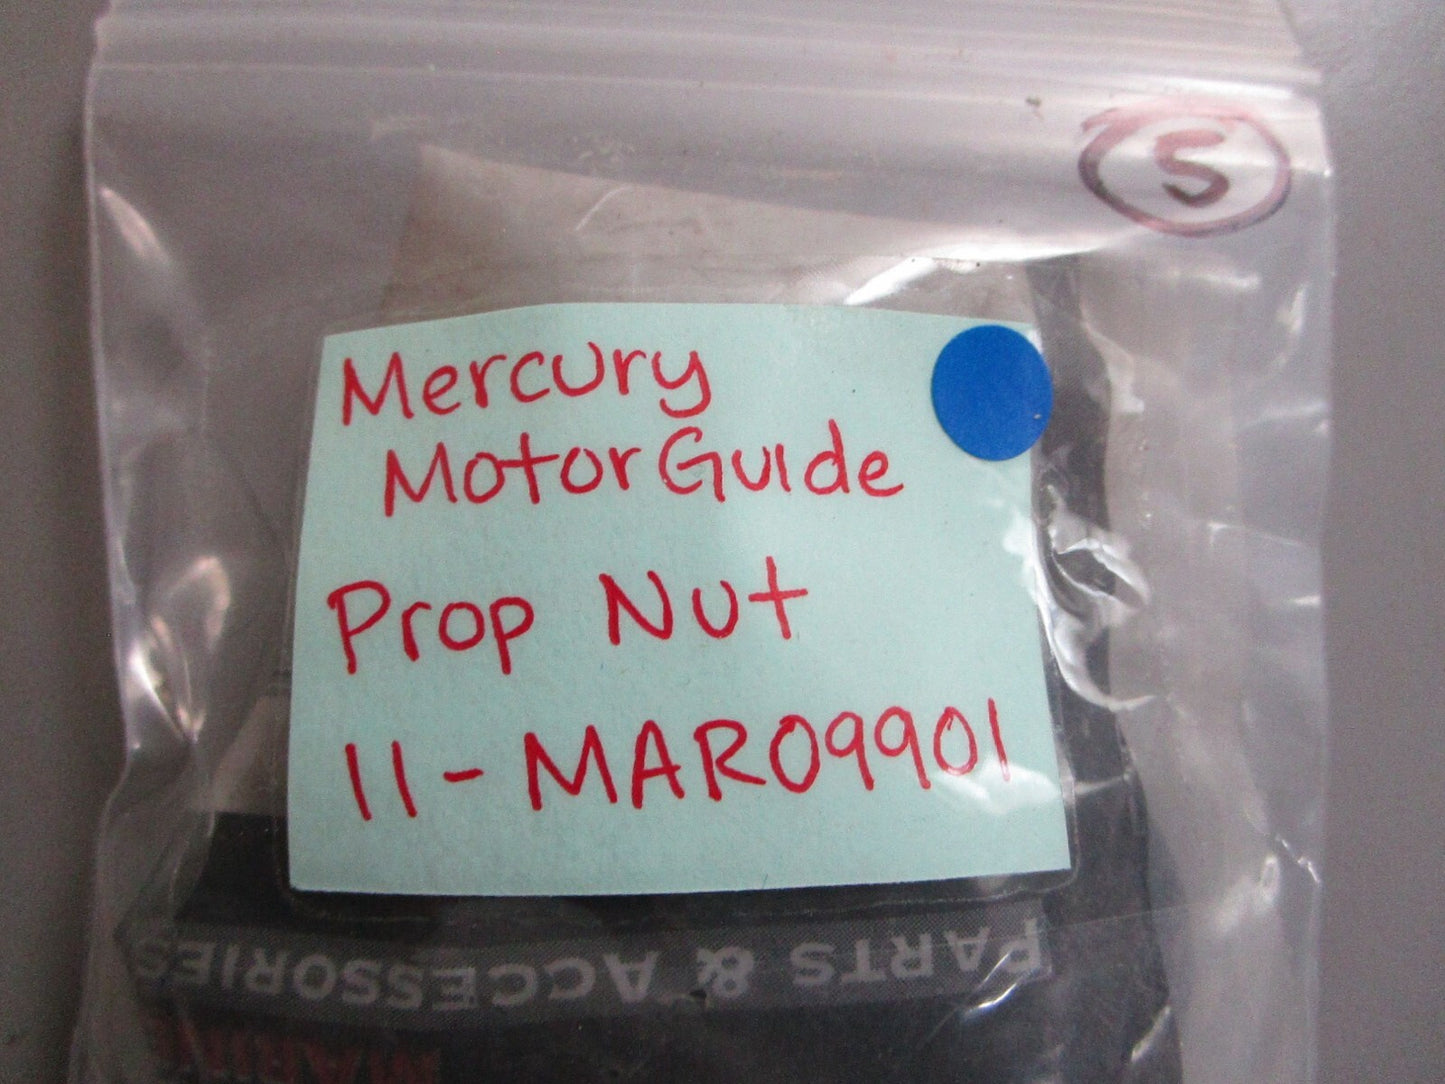 S
Mercury
MotorGuide
Prop Nut
11-MAR09901
PARTS & ACCESSORIES